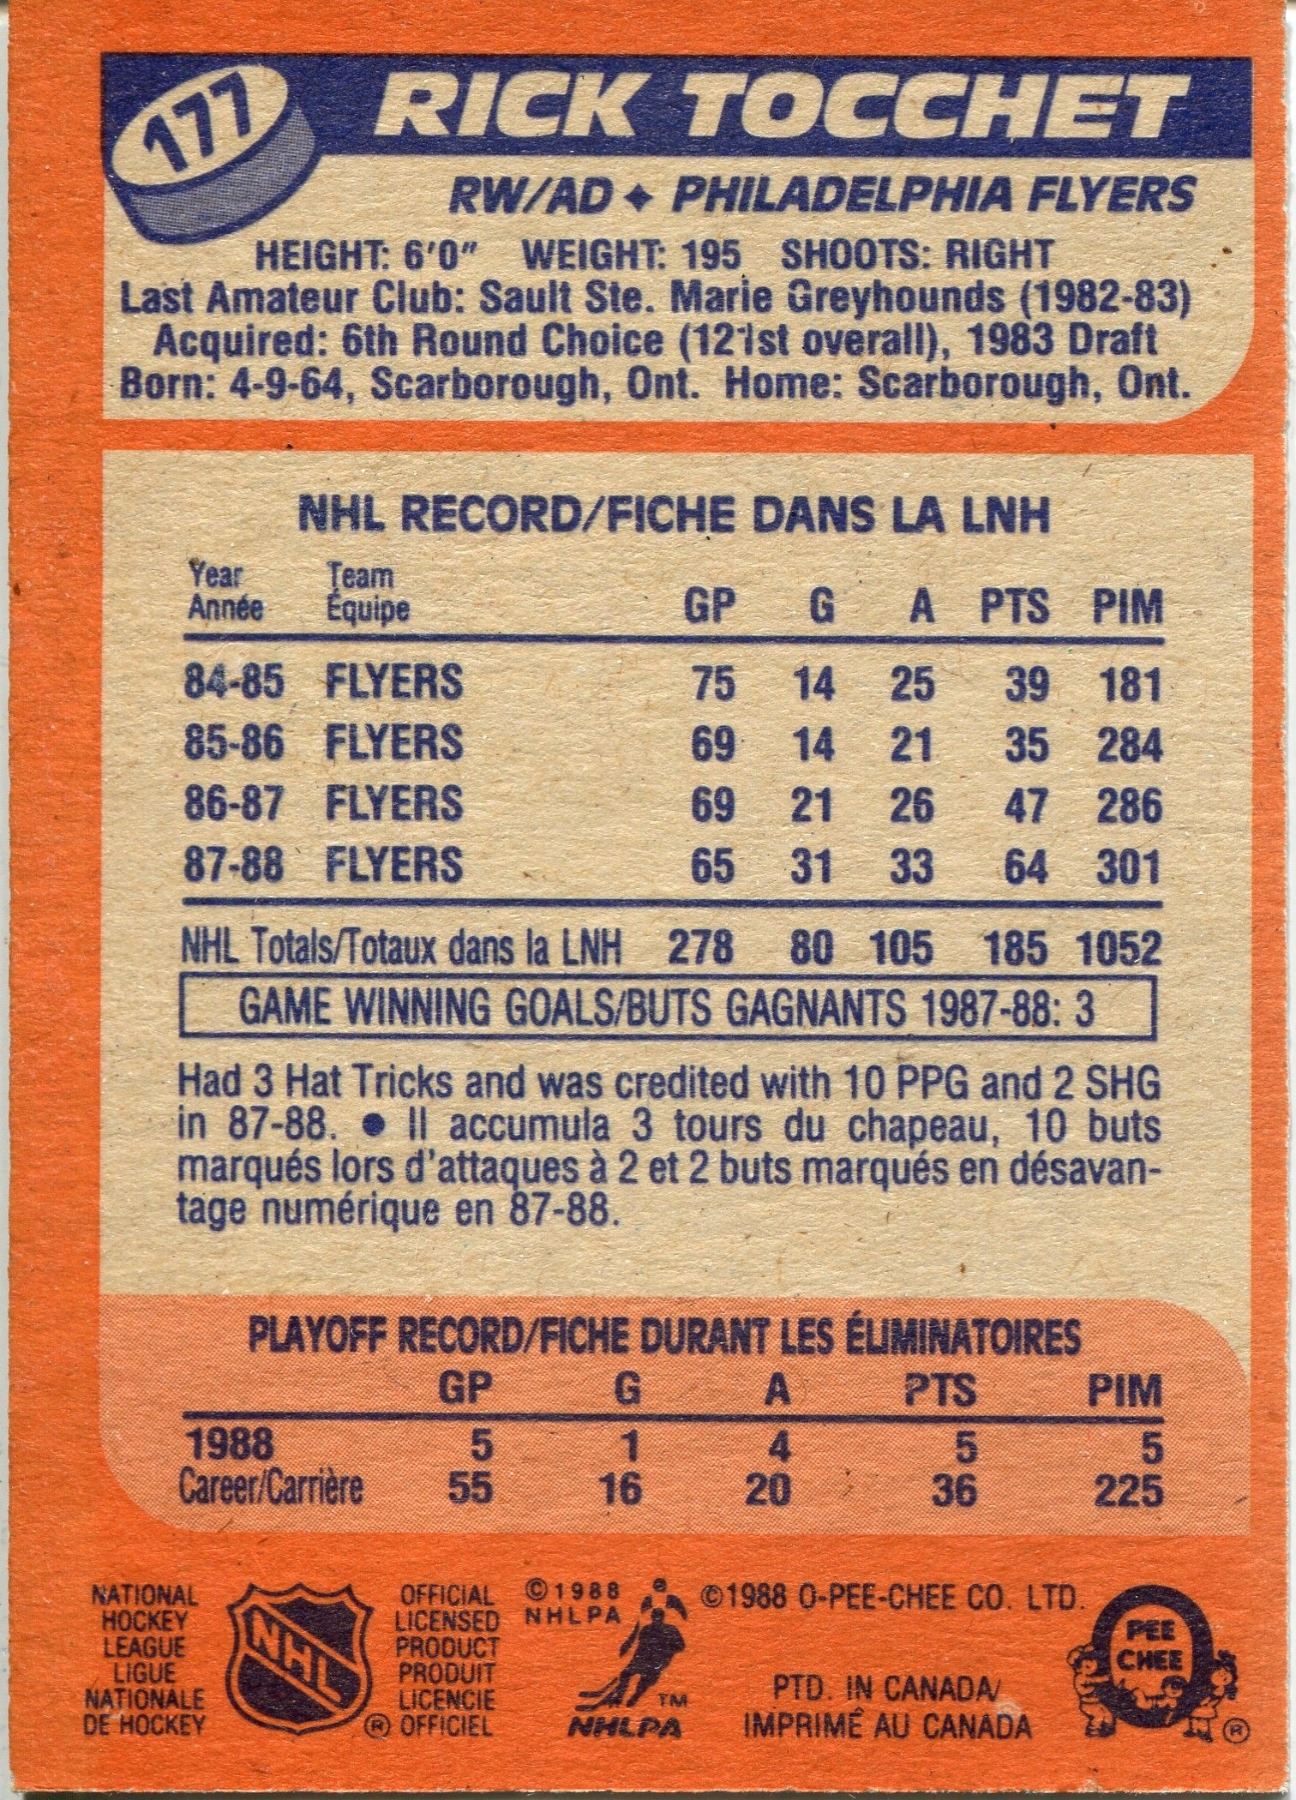 177
RICK TOCCHET
RW/AD ♦ PHILADELPHIA FLYERS
HEIGHT: 6'0" WEIGHT: 195 SHOOTS: RIGHT
Last Amateur Club: Sault Ste. Marie Greyhounds (1982-83)
Acquired: 6th Round Choice (121st overall), 1983 Draft
Born: 4-9-64, Scarborough, Ont. Home: Scarborough, Ont.
NHL RECORD/FICHE DANS LA LNH
Year Team
Année Équipe GP G A PTS PIM
84-85 FLYERS 75 14 25 39 181
85-86 FLYERS 69 14 21 35 284
86-87 FLYERS 69 21 26 47 286
87-88 FLYERS 65 31 33 64 301
NHL Totals/Totaux dans la LNH 278 80 105 185 1052
GAME WINNING GOALS/BUTS GAGNANTS 1987-88: 3
Had 3 Hat Tricks and was credited with 10 PPG and 2 SHG
in 87-88. ● Il accumula 3 tours du chapeau, 10 buts
marqués lors d'attaques à 2 et 2 buts marqués en désavan-
tage numérique en 87-88.
PLAYOFF RECORD/FICHE DURANT LES ÉLIMINATOIRES
GP G A PTS PIM
1988 5 1 4 5 5
Career/Carrière 55 16 20 36 225
NATIONAL
HOCKEY
LEAGUE
LIGUE
NATIONALE
DE HOCKEY
NHL
®
OFFICIAL
LICENSED
PRODUCT
PRODUIT
LICENCIE
OFFICIEL
©1988
NHLPA
TM
NHLPA
©1988 O-PEE-CHEE CO. LTD.
PTD. IN CANADA/
IMPRIMÉ AU CANADA
O
PEE
CHEE
®